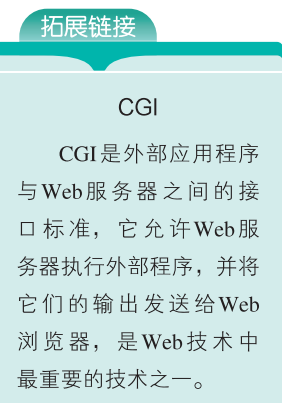 拓展链接
CGI
CGI是外部应用程序
与Web服务器之间的接
口标准，它允许Web服
务器执行外部程序，并将
它们的输出发送给Web
浏览器，是Web技术中
最重要的技术之一。